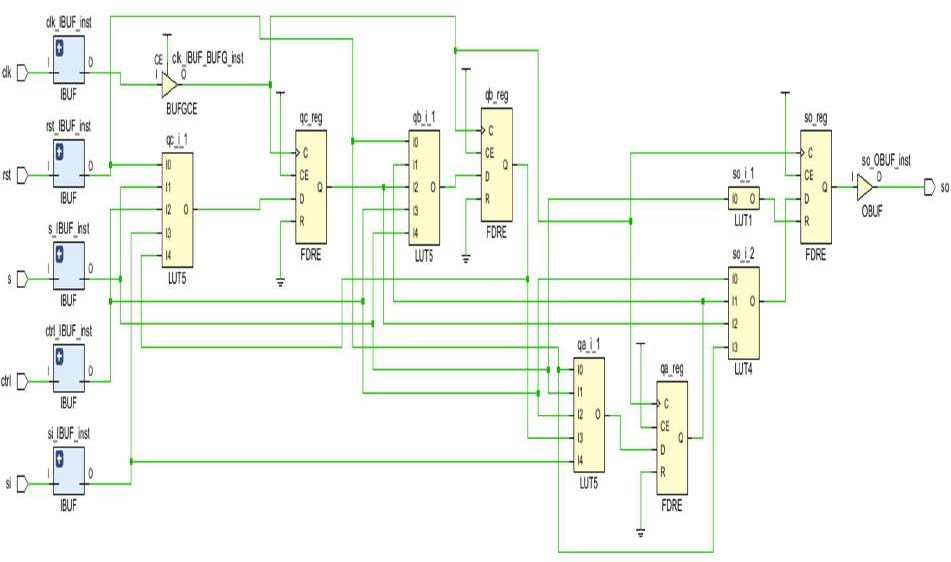 clk_IBUF_inst
clk
I
O
IBUF
rst_IBUF_inst
rst
I
O
IBUF
s_IBUF_inst
s
I
O
IBUF
ctrl_IBUF_inst
ctrl
I
O
IBUF
si_IBUF_inst
si
I
O
IBUF
clk_IBUF_BUFG_inst
CE
I
O
BUFGCE
qc_i_1
I0
I1
I2
I3
I4
O
LUT5
qc_reg
C
CE
D
R
Q
FDRE
qb_i_1
I0
I1
I2
I3
I4
O
LUT5
qb_reg
C
CE
D
R
Q
FDRE
qa_i_1
I0
I1
I2
I3
I4
O
LUT5
qa_reg
C
CE
D
R
Q
FDRE
so_i_1
I0
O
LUT1
so_i_2
I0
I1
I2
I3
O
LUT4
so_reg
C
CE
D
R
Q
FDRE
so_OBUF_inst
I
O
OBUF
so